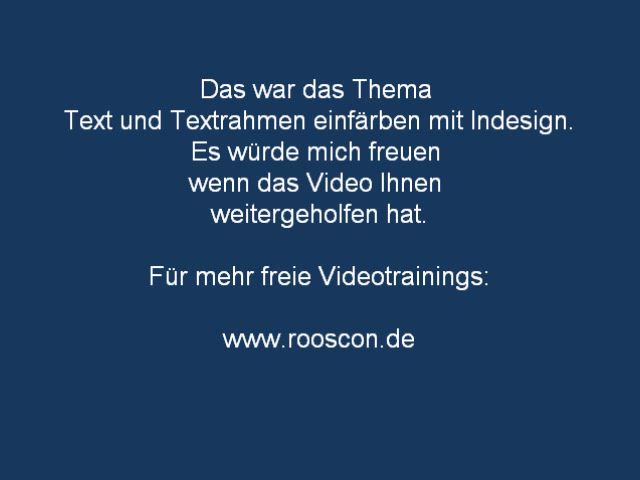 Das war das Thema
Text und Textrahmen einfärben mit Indesign.
Es würde mich freuen
wenn das Video Ihnen
weitergeholfen hat.
Für mehr freie Videotrainings:
www.rooscon.de